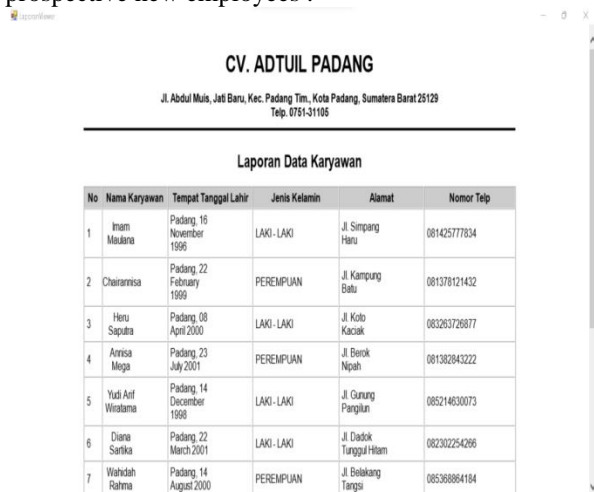 prospective new employees .
LaporanViewer
CV. ADTUIL PADANG
Jl. Abdul Muis, Jati Baru, Kec. Padang Tim., Kota Padang, Sumatera Barat 25129
Telp. 0751-31105
Laporan Data Karyawan
No Nama Karyawan Tempat Tanggal Lahir Jenis Kelamin Alamat Nomor Telp
1 Imam Maulana Padang, 16 November 1996 LAKI - LAKI Jl. Simpang Haru 081425777834
2 Chairannisa Padang, 22 February 1999 PEREMPUAN Jl. Kampung Batu 081378121432
3 Heru Saputra Padang, 08 April 2000 LAKI - LAKI Jl. Koto Kaciak 083263726877
4 Annisa Mega Padang, 23 July 2001 PEREMPUAN Jl. Berok Nipah 081382843222
5 Yudi Arif Wiratama Padang, 14 December 1998 LAKI - LAKI Jl. Gunung Pangilun 085214630073
6 Diana Sartika Padang, 22 March 2001 LAKI - LAKI Jl. Dadok Tunggul Hitam 082302254266
7 Wahidah Rahma Padang, 14 August 2000 PEREMPUAN Jl. Belakang Tangsi 085368864184